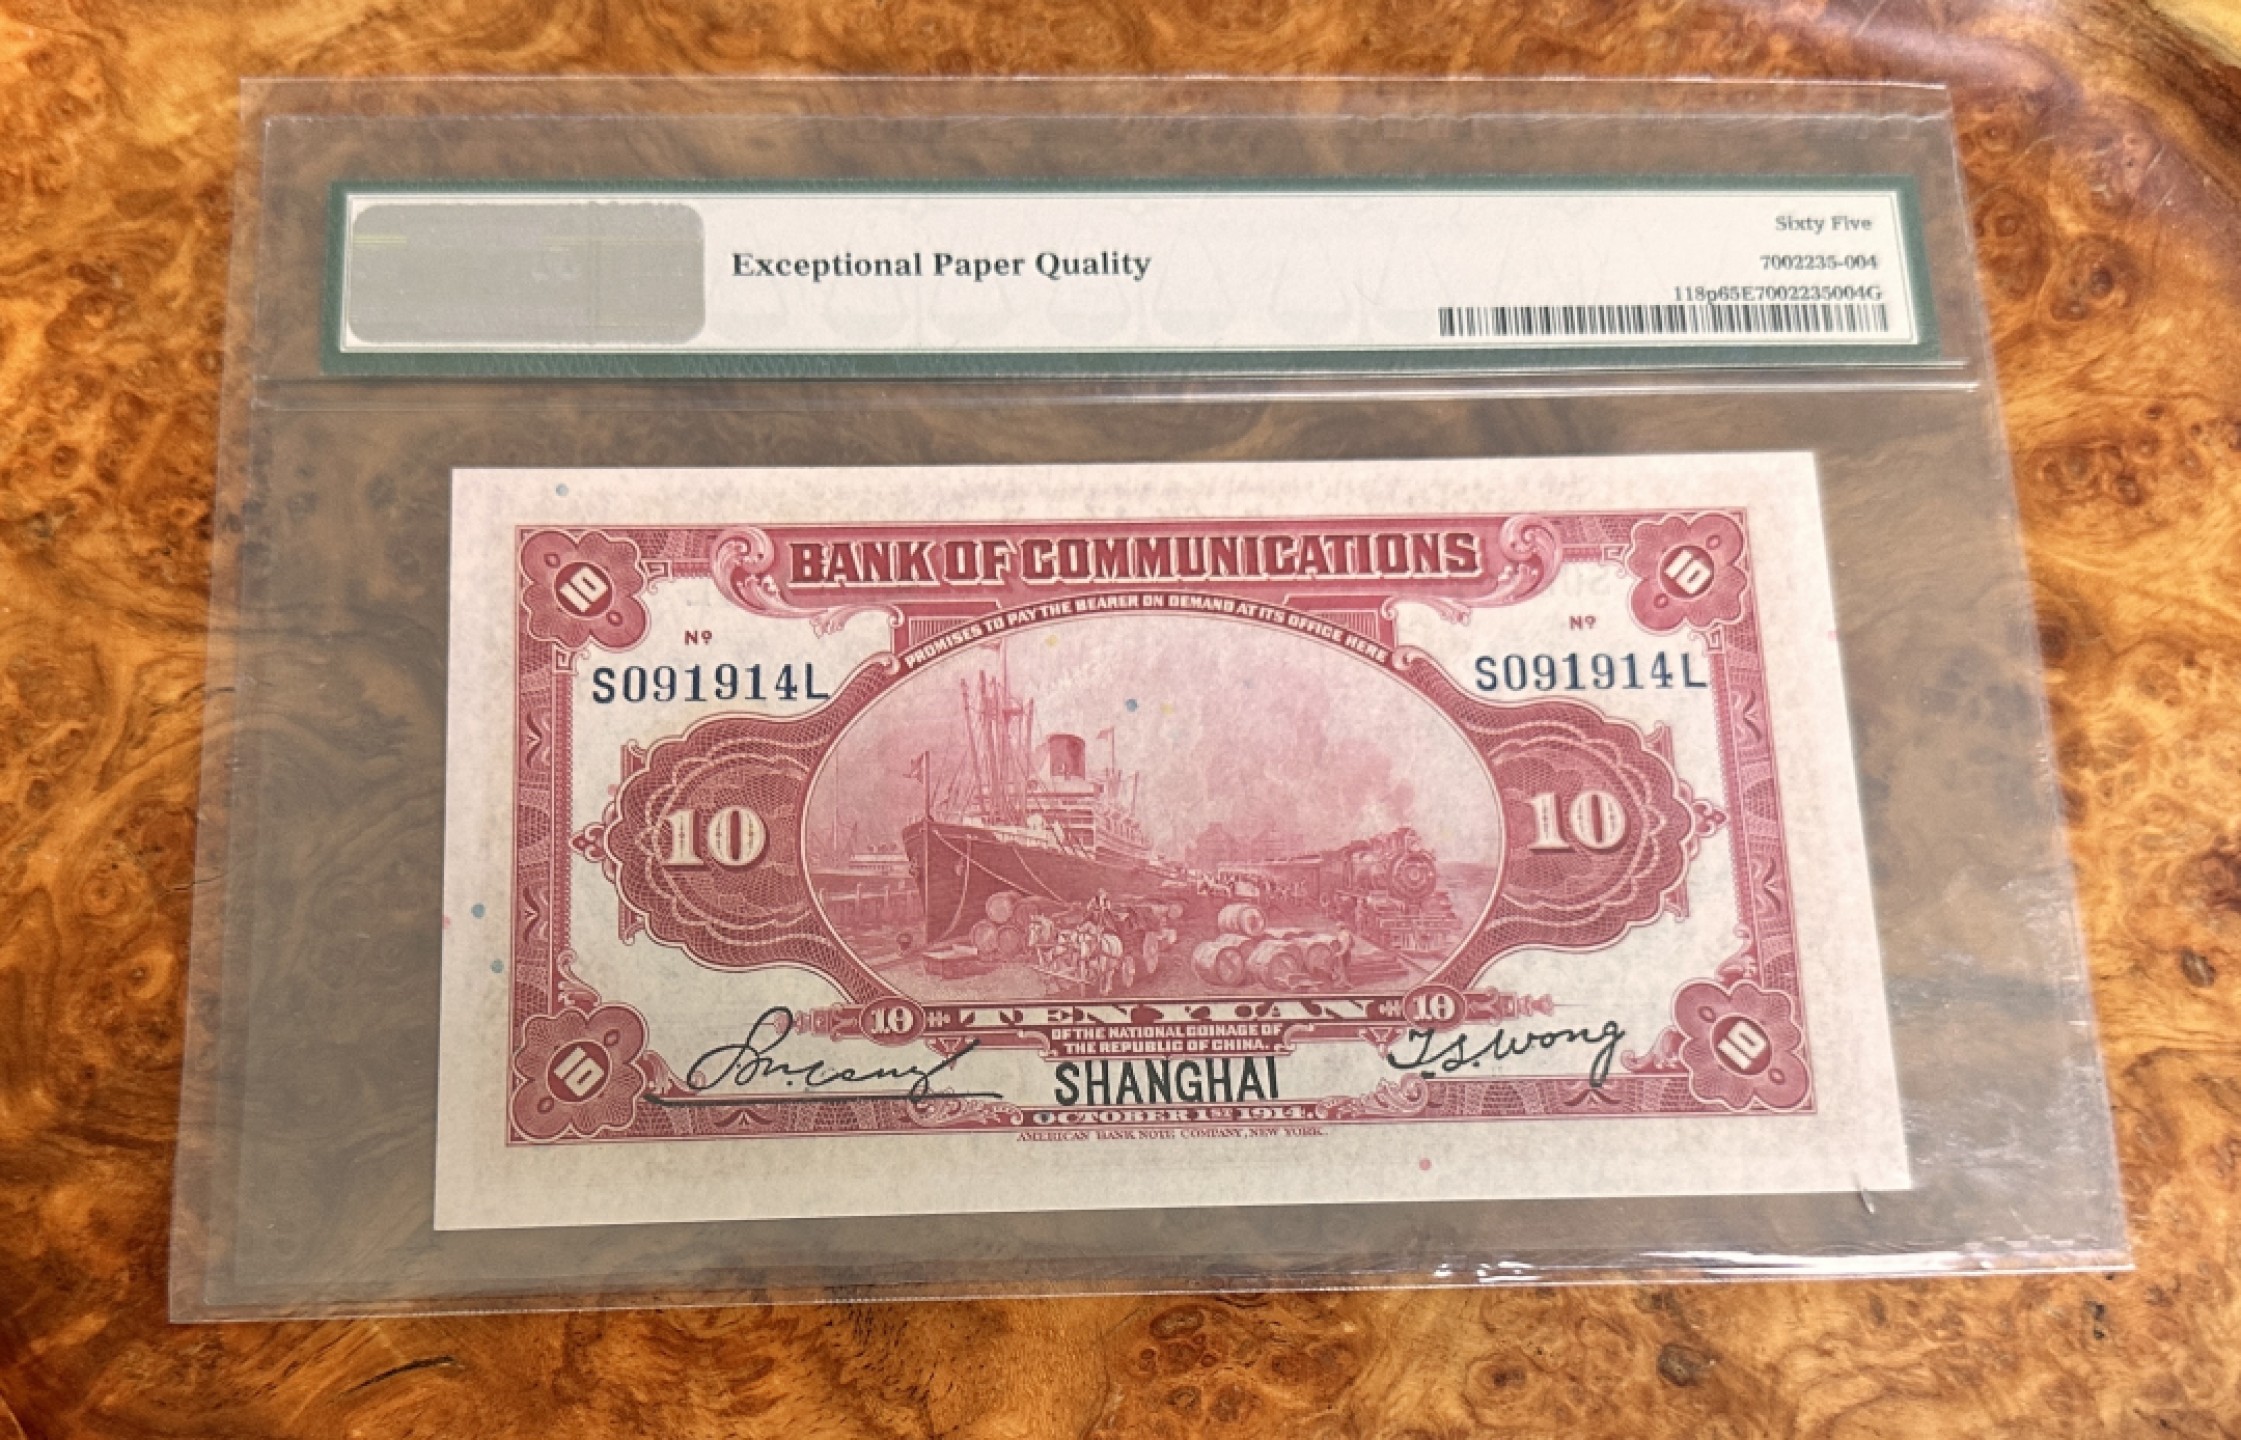 Sixty Five
Exceptional Paper Quality
7002235-004
118p65E7002235004G
BANK OF COMMUNICATIONS
PROMISES TO PAY THE BEARER ON DEMAND AT ITS OFFICE HERE
10 10
Nº Nº
S091914L S091914L
10 10
10 TEN YUAN 10
OF THE NATIONAL COINAGE OF
THE REPUBLIC OF CHINA.
T.S. Wong
SHANGHAI
10 10
OCTOBER 1ST 1914.
AMERICAN BANK NOTE COMPANY, NEW YORK.